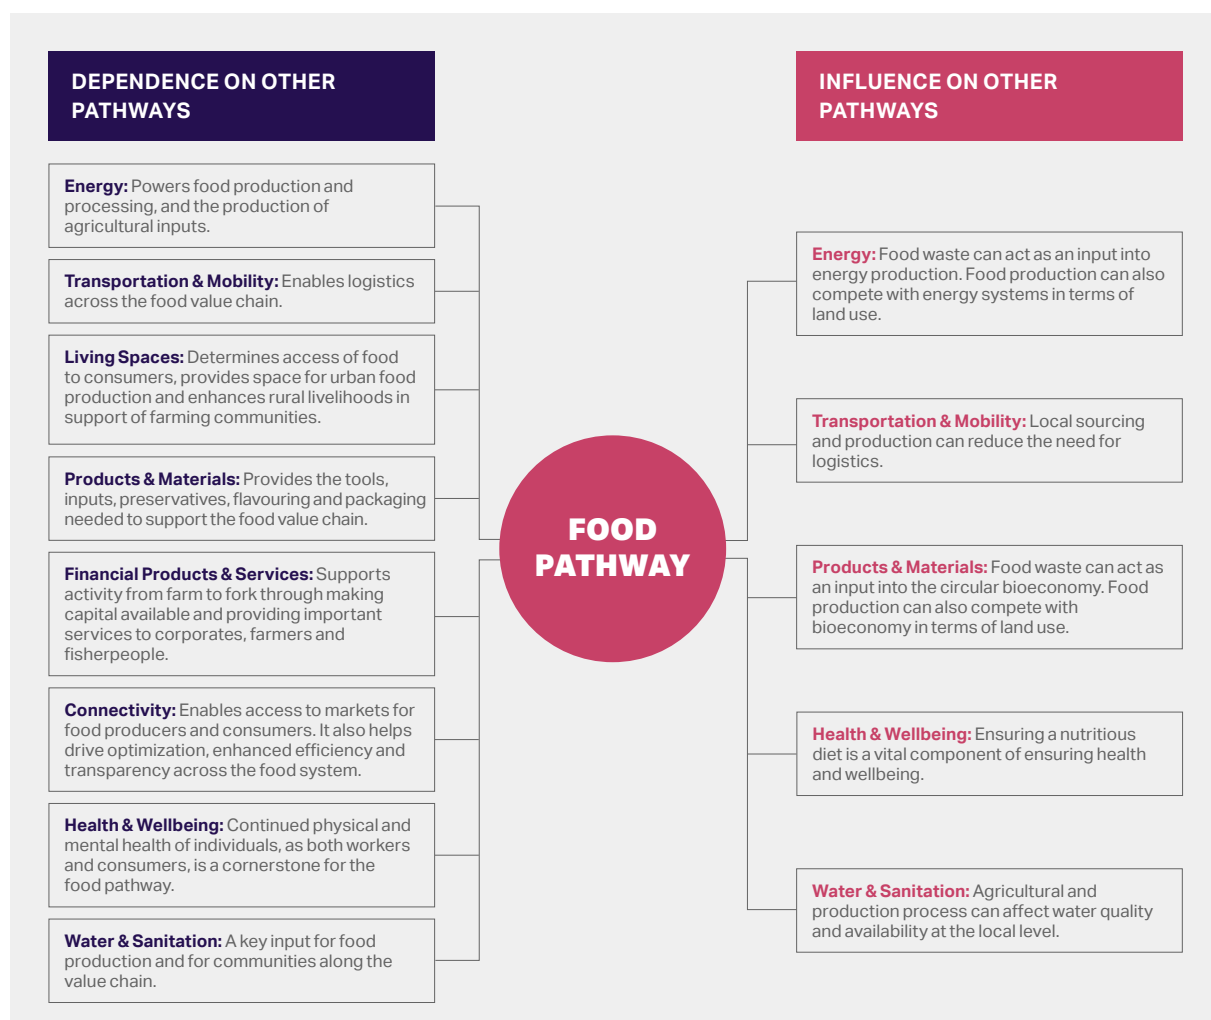 DEPENDENCE ON OTHER
PATHWAYS
Energy: Powers food production and
processing, and the production of
agricultural inputs.
Transportation & Mobility: Enables logistics
across the food value chain.
Living Spaces: Determines access of food
to consumers, provides space for urban food
production and enhances rural livelihoods in
support of farming communities.
Products & Materials: Provides the tools,
inputs, preservatives, flavouring and packaging
needed to support the food value chain.
Financial Products & Services: Supports
activity from farm to fork through making
capital available and providing important
services to corporates, farmers and
fisherpeople.
Connectivity: Enables access to markets for
food producers and consumers. It also helps
drive optimization, enhanced efficiency and
transparency across the food system.
Health & Wellbeing: Continued physical and
mental health of individuals, as both workers
and consumers, is a cornerstone for the
food pathway.
Water & Sanitation: A key input for food
production and for communities along the
value chain.
FOOD
PATHWAY
INFLUENCE ON OTHER
PATHWAYS
Energy: Food waste can act as an input into
energy production. Food production can also
compete with energy systems in terms of
land use.
Transportation & Mobility: Local sourcing
and production can reduce the need for
logistics.
Products & Materials: Food waste can act as
an input into the circular bioeconomy. Food
production can also compete with
bioeconomy in terms of land use.
Health & Wellbeing: Ensuring a nutritious
diet is a vital component of ensuring health
and wellbeing.
Water & Sanitation: Agricultural and
production process can affect water quality
and availability at the local level.